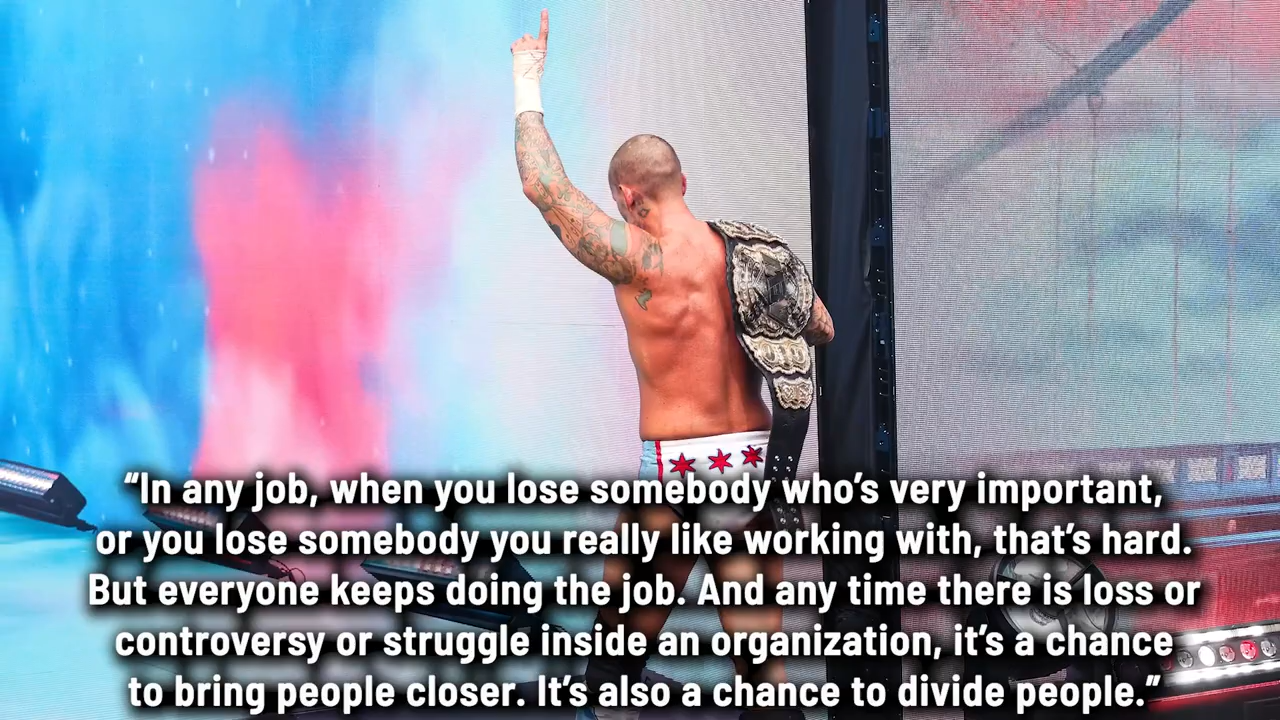 “In any job, when you lose somebody who’s very important,
or you lose somebody you really like working with, that’s hard.
But everyone keeps doing the job. And any time there is loss or
controversy or struggle inside an organization, it’s a chance
to bring people closer. It’s also a chance to divide people.”